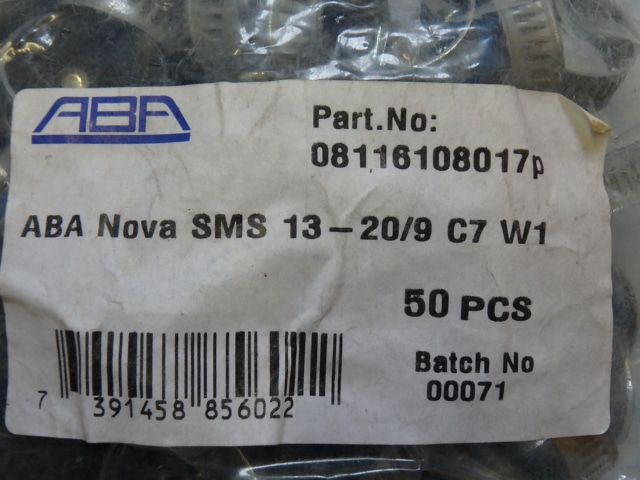 ABA
Part.No:
08116108017p
ABA Nova SMS 13-20/9 C7 W1
50 PCS
Batch No
00071
7 391458 856022